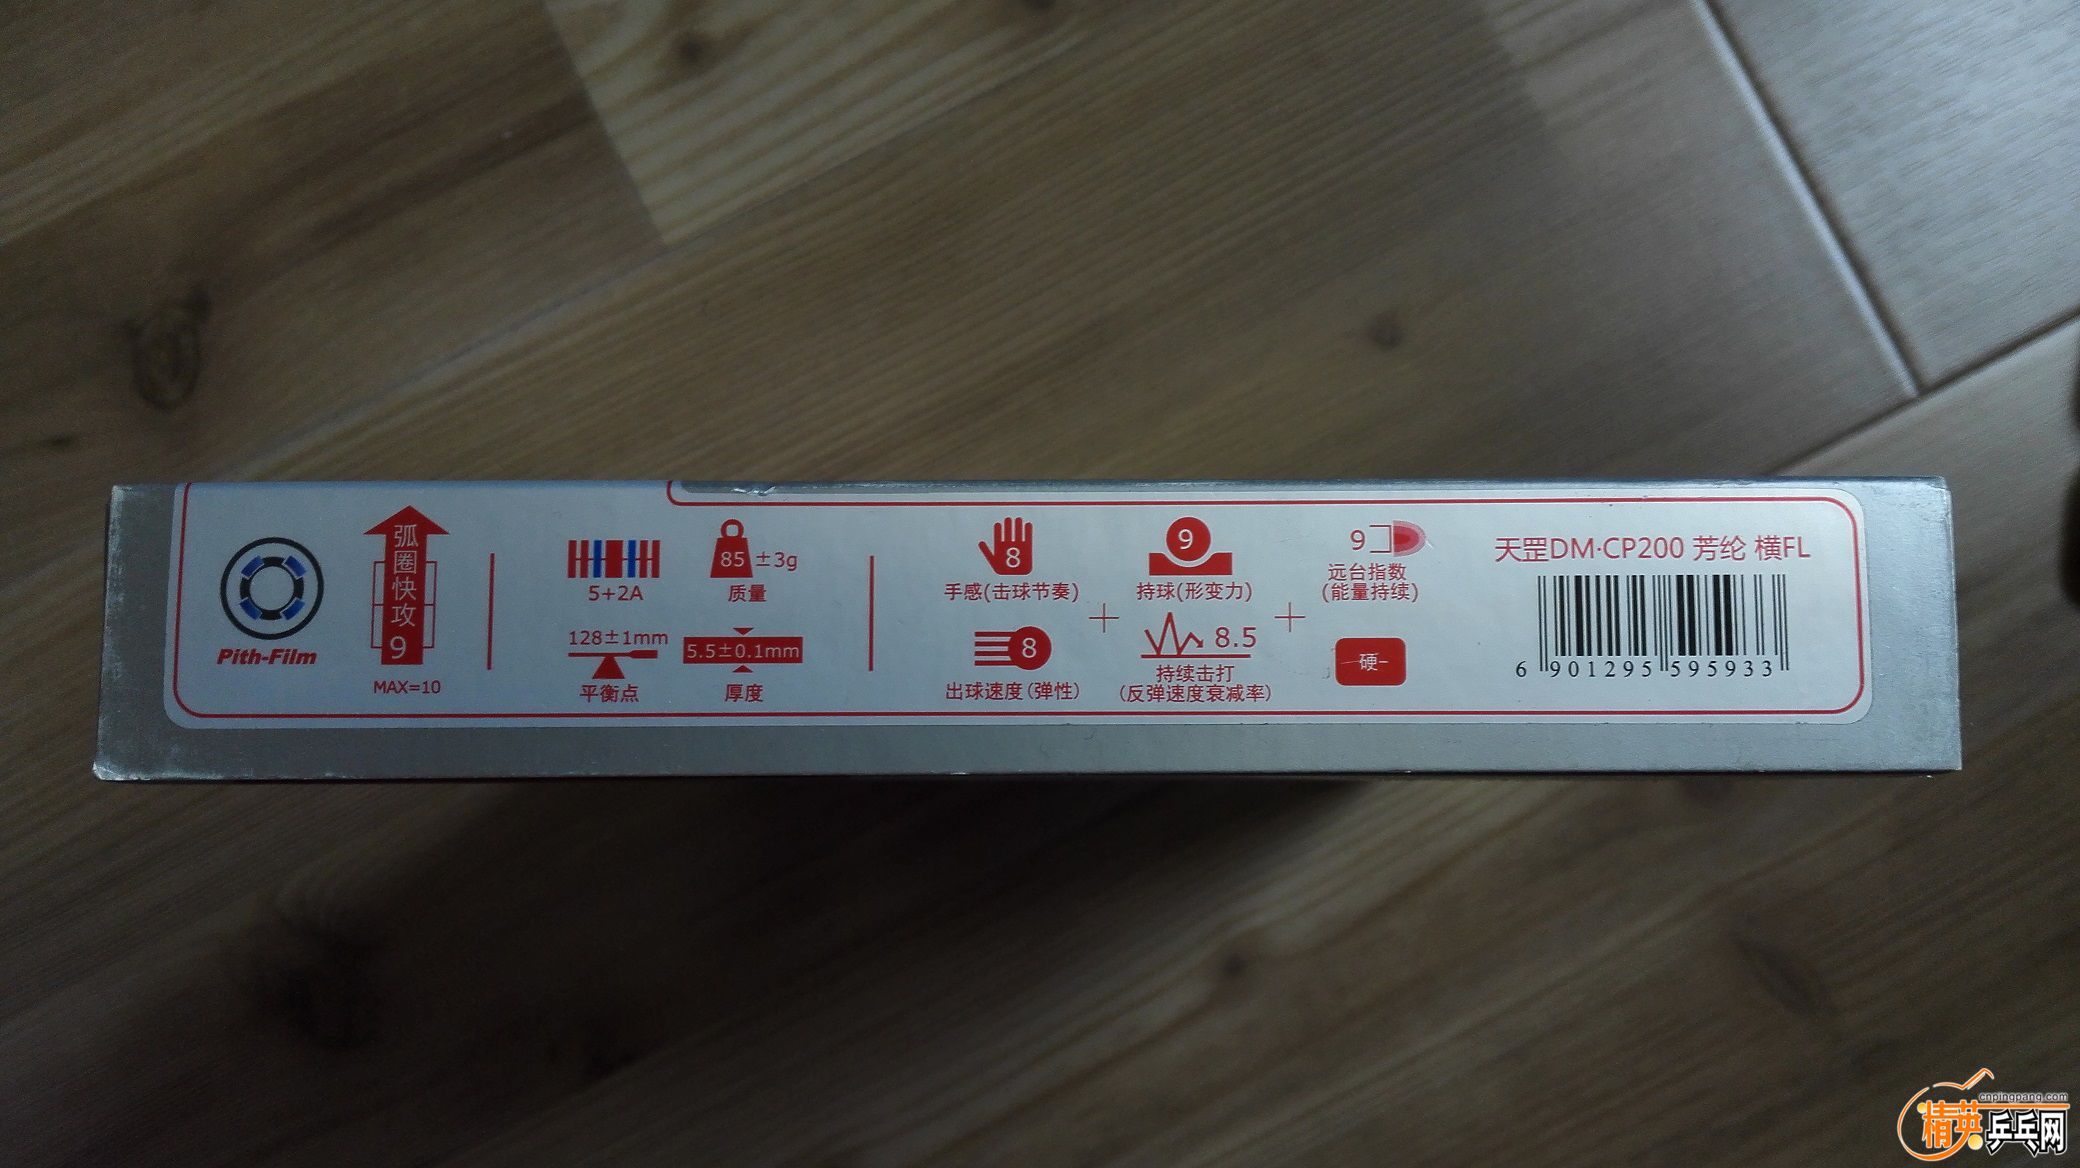 Pith-Film
弧圈快攻9
MAX=10
5+2A
85±3g
质量
128±1mm
平衡点
5.5±0.1mm
厚度
8
手感(击球节奏)
8
出球速度(弹性)
9
持球(形变力)
8.5
持续击打
(反弹速度衰减率)
9
远台指数
(能量持续)
硬-
天罡DM·CP200 芳纶 横FL
6 901295 595933
cnpingpang.com
精英乒乓网